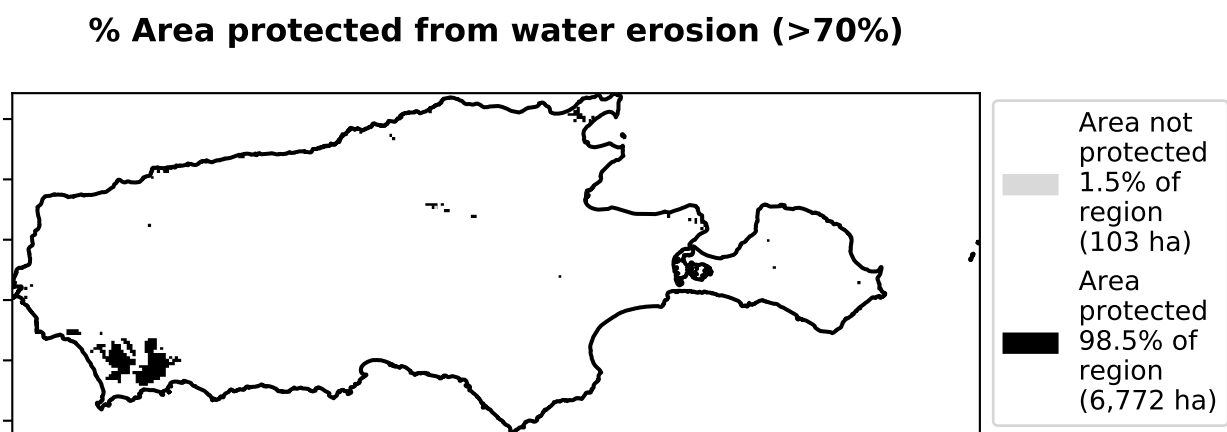 % Area protected from water erosion (>70%)
Area not
protected
1.5% of
region
(103 ha)
Area
protected
98.5% of
region
(6,772 ha)